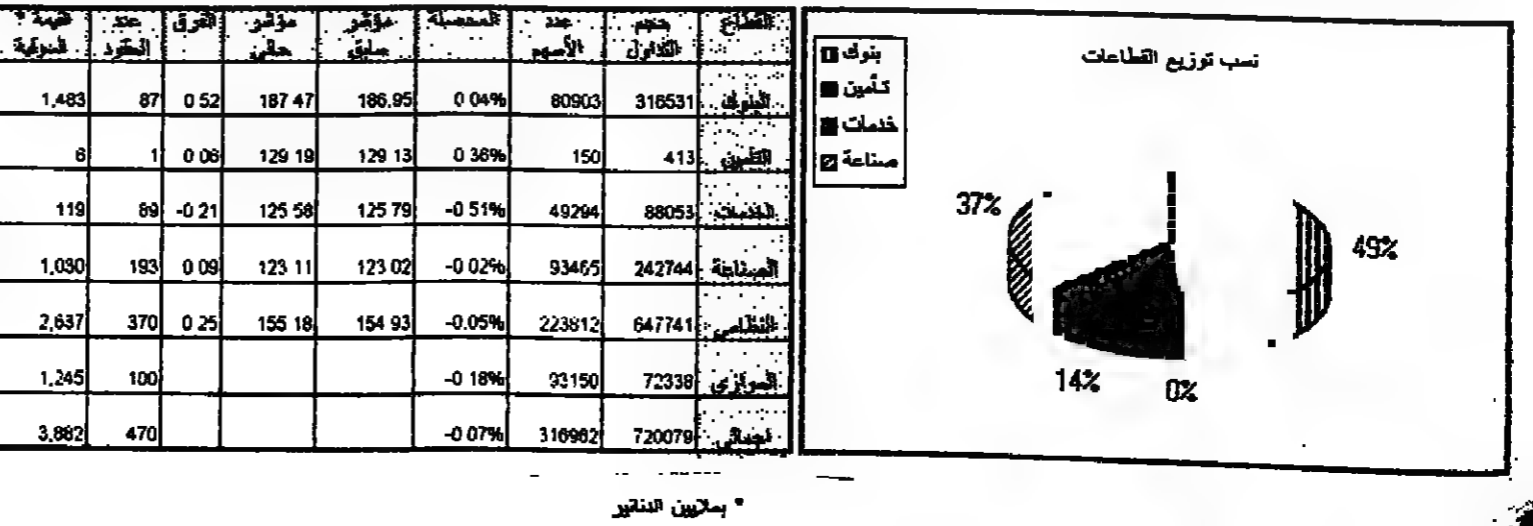 القطاع حجم التداول عدد الأسهم المحصلة مؤشر سابق مؤشر حالي الفرق عدد العقود القيمة * السوقية
البنوك 316531 80903 0 04% 186.95 187 47 0 52 87 1,483
التأمين 413 150 0 36% 129 13 129 19 0 06 1 6
الخدمات 88053 49294 -0 51% 125 79 125 58 -0 21 89 119
الصناعة 242744 93465 -0 02% 123 02 123 11 0 09 193 1,030
النظامي 647741 223812 -0.05% 154 93 155 18 0 25 370 2,637
الموازي 72338 93150 -0 18% 100 1,245
720079 316962 -0 07% 470 3,882
* بملايين الدنانير
نسب توزيع القطاعات
بنوك
تأمين
خدمات
صناعة
37%
49%
14%
0%